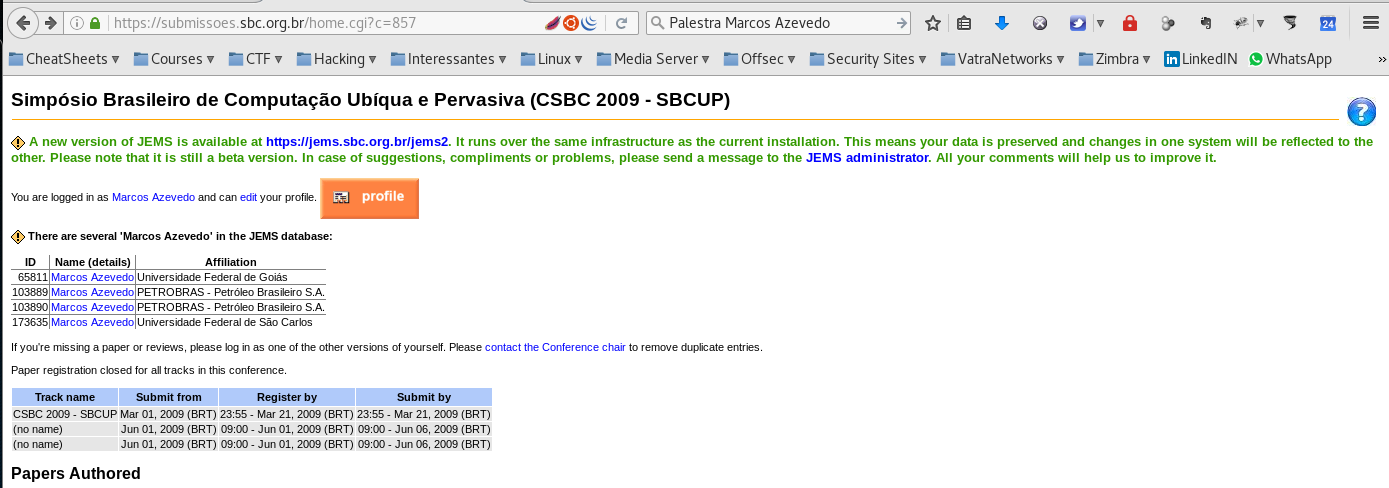 https://submissoes.sbc.org.br/home.cgi?c=857 Palestra Marcos Azevedo 24
CheatSheets Courses CTF Hacking Interessantes Linux Media Server Offsec Security Sites VatraNetworks Zimbra LinkedIN WhatsApp »
Simpósio Brasileiro de Computação Ubíqua e Pervasiva (CSBC 2009 - SBCUP)
A new version of JEMS is available at https://jems.sbc.org.br/jems2. It runs over the same infrastructure as the current installation. This means your data is preserved and changes in one system will be reflected to the
other. Please note that it is still a beta version. In case of suggestions, compliments or problems, please send a message to the JEMS administrator. All your comments will help us to improve it.
You are logged in as Marcos Azevedo and can edit your profile. profile
There are several 'Marcos Azevedo' in the JEMS database:
ID Name (details) Affiliation
65811 Marcos Azevedo Universidade Federal de Goiás
103889 Marcos Azevedo PETROBRAS - Petróleo Brasileiro S.A.
103890 Marcos Azevedo PETROBRAS - Petróleo Brasileiro S.A.
173635 Marcos Azevedo Universidade Federal de São Carlos
If you're missing a paper or reviews, please log in as one of the other versions of yourself. Please contact the Conference chair to remove duplicate entries.
Paper registration closed for all tracks in this conference.
Track name Submit from Register by Submit by
CSBC 2009 - SBCUP Mar 01, 2009 (BRT) 23:55 - Mar 21, 2009 (BRT) 23:55 - Mar 21, 2009 (BRT)
(no name) Jun 01, 2009 (BRT) 09:00 - Jun 01, 2009 (BRT) 09:00 - Jun 06, 2009 (BRT)
(no name) Jun 01, 2009 (BRT) 09:00 - Jun 01, 2009 (BRT) 09:00 - Jun 06, 2009 (BRT)
Papers Authored